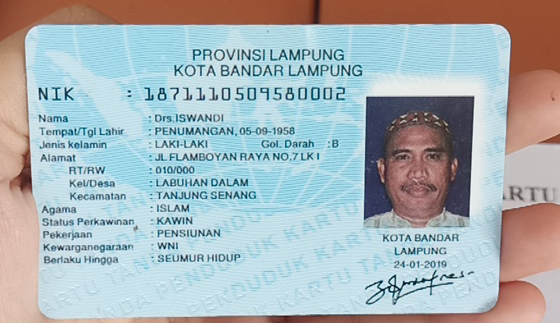 PROVINSI LAMPUNG
KOTA BANDAR LAMPUNG
NIK : 1871110509580002
Nama : Drs.ISWANDI
Tempat/Tgl Lahir : PENUMANGAN, 05-09-1958
Jenis kelamin : LAKI-LAKI Gol. Darah : B
Alamat : JL FLAMBOYAN RAYA NO.7 LK I
RT/RW : 010/000
Kel/Desa : LABUHAN DALAM
Kecamatan : TANJUNG SENANG
Agama : ISLAM
Status Perkawinan : KAWIN
Pekerjaan : PENSIUNAN
Kewarganegaraan : WNI
Berlaku Hingga : SEUMUR HIDUP
KOTA BANDAR
LAMPUNG
24-01-2019